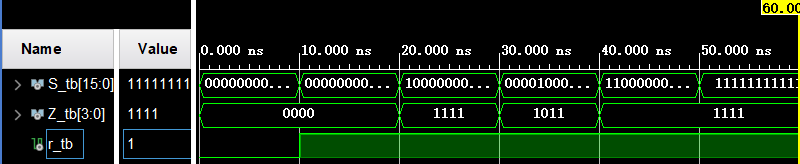 60.00
Name Value 0.000 ns 10.000 ns 20.000 ns 30.000 ns 40.000 ns 50.000 ns
S_tb[15:0] 11111111 00000000... 00000000... 10000000... 00001000... 11000000... 11111111111
Z_tb[3:0] 1111 0000 1111 1011 1111
r_tb 1